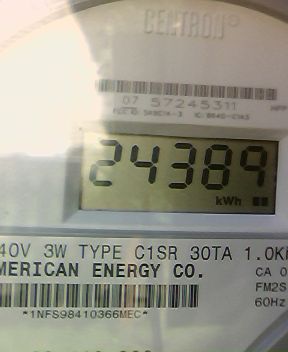 CENTRON®
07 57245311
24389
kWh
40V 3W TYPE C1SR 30TA 1.0K
MERICAN ENERGY CO.
CA 0
FM2S
60Hz
*1NFS98410366MEC*